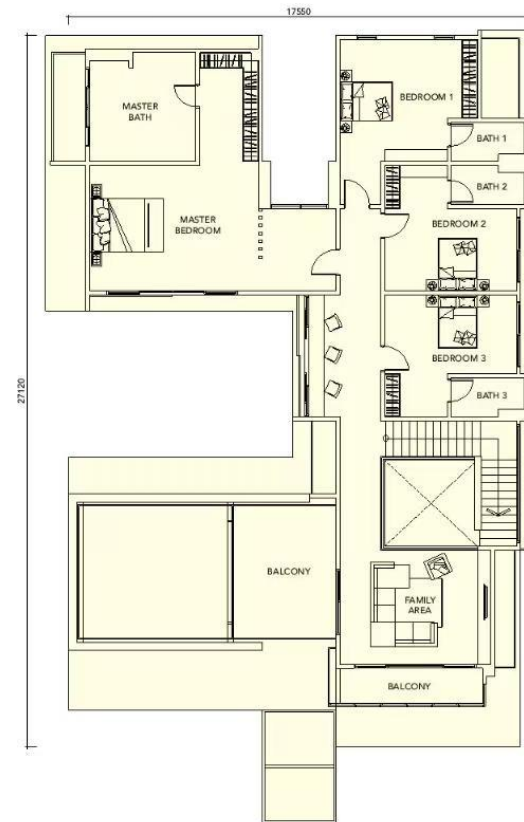 17550
27120
MASTER
BATH
BEDROOM 1
BATH 1
BATH 2
MASTER
BEDROOM
BEDROOM 2
BEDROOM 3
BATH 3
BALCONY
FAMILY
AREA
BALCONY